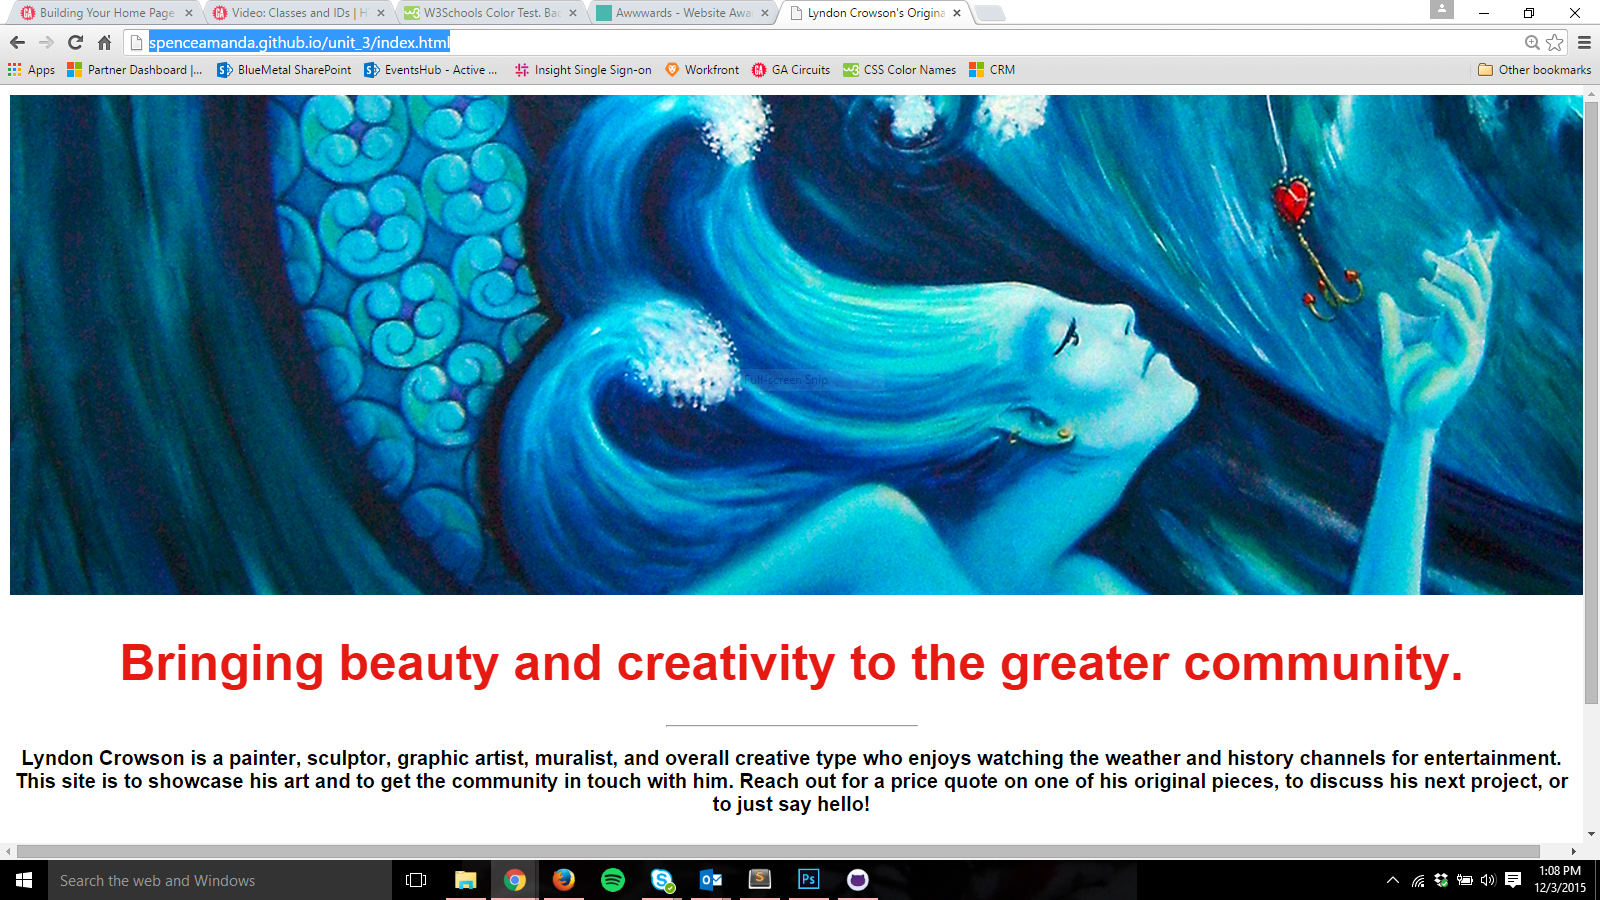 Building Your Home Page
Video: Classes and IDs | H
W3Schools Color Test. Bac
Awwwards - Website Awa
Lyndon Crowson's Origina
spenceamanda.github.io/unit_3/index.html
Apps
Partner Dashboard |...
BlueMetal SharePoint
EventsHub - Active ...
Insight Single Sign-on
Workfront
GA Circuits
CSS Color Names
CRM
Other bookmarks
Full-screen Snip
Bringing beauty and creativity to the greater community.
Lyndon Crowson is a painter, sculptor, graphic artist, muralist, and overall creative type who enjoys watching the weather and history channels for entertainment.
This site is to showcase his art and to get the community in touch with him. Reach out for a price quote on one of his original pieces, to discuss his next project, or
to just say hello!
Search the web and Windows
1:08 PM
12/3/2015